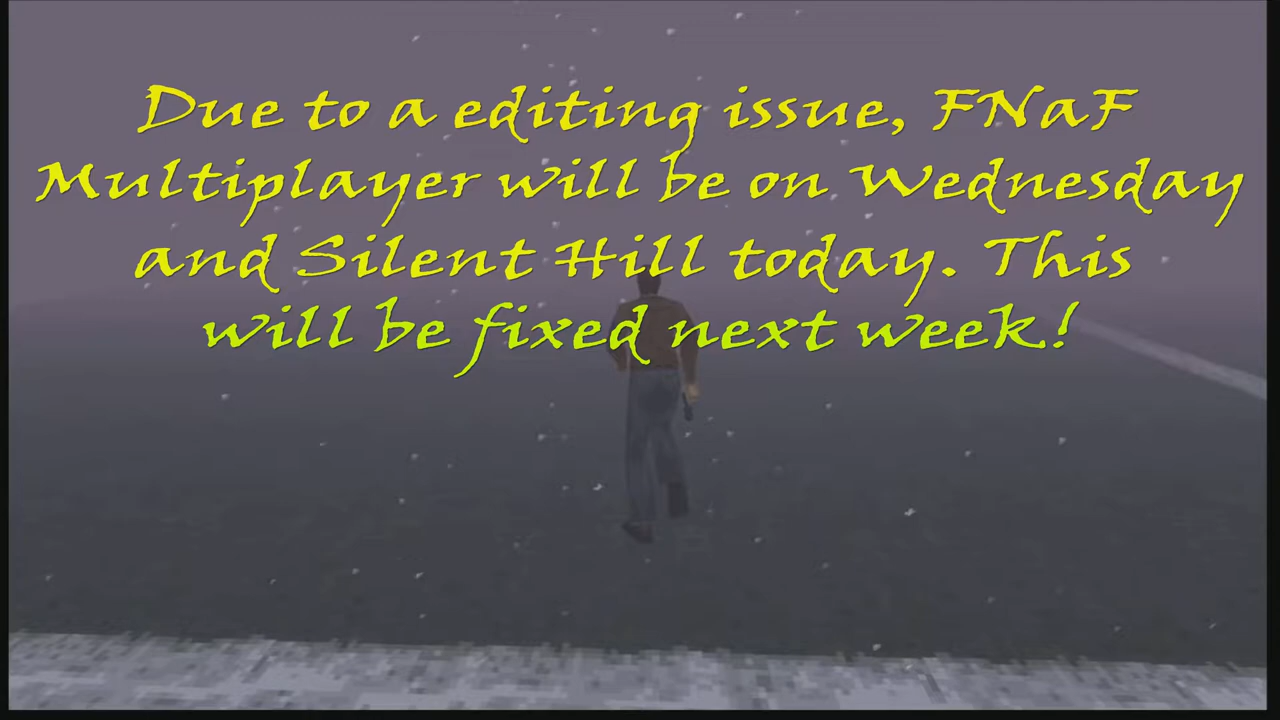 Due to a editing issue, FNaF
Multiplayer will be on Wednesday
and Silent Hill today. This
will be fixed next week!